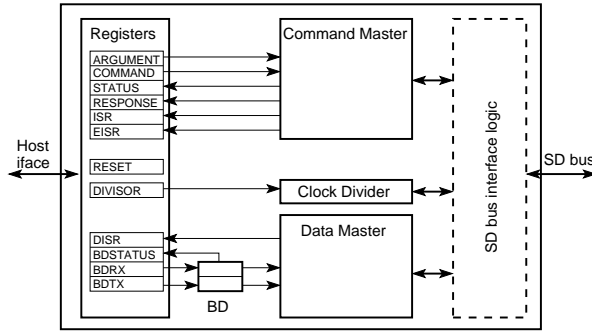 Registers
Command Master
ARGUMENT
COMMAND
STATUS
RESPONSE
ISR
EISR
Host
iface
RESET
DIVISOR
Clock Divider
SD bus interface logic
SD bus
Data Master
DISR
BDSTATUS
BDRX
BDTX
BD